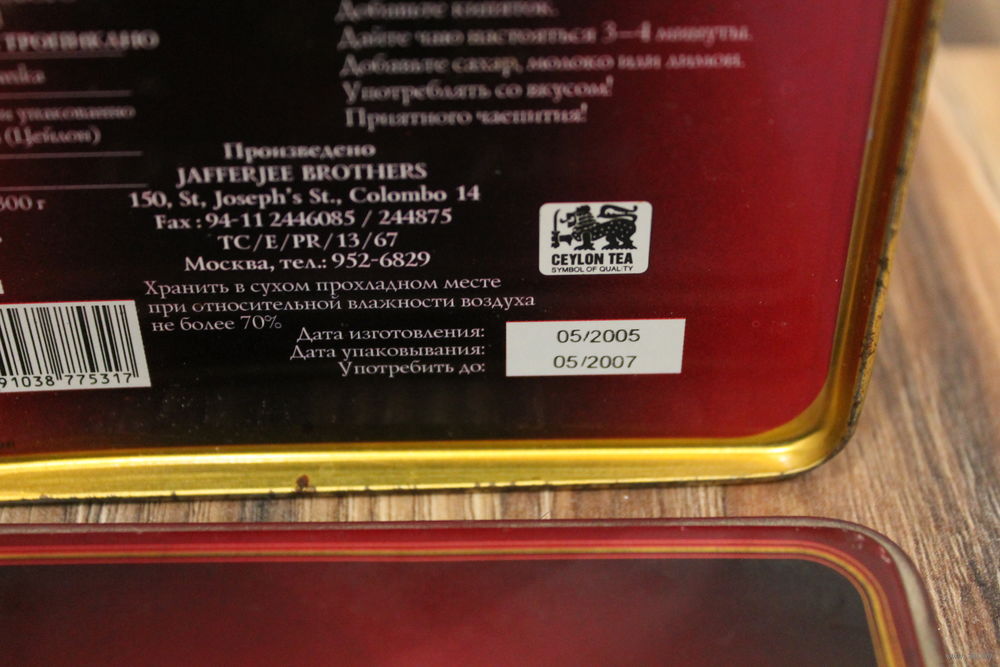 Добавьте кипяток.
Дайте чаю настояться 3—4 минуты.
Добавьте сахар, молоко или лимон.
Употреблять со вкусом!
Приятного чаепития!
(Цейлон)
Произведено
JAFFERJEE BROTHERS
150, St, Joseph's St., Colombo 14
Fax : 94-11 2446085 / 244875
TC/E/PR/13/67
Москва, тел.: 952-6829
Хранить в сухом прохладном месте
при относительной влажности воздуха
не более 70%
CEYLON TEA
SYMBOL OF QUALITY
Дата изготовления:
Дата упаковывания:
Употребить до:
05/2005
05/2007
91038 775317